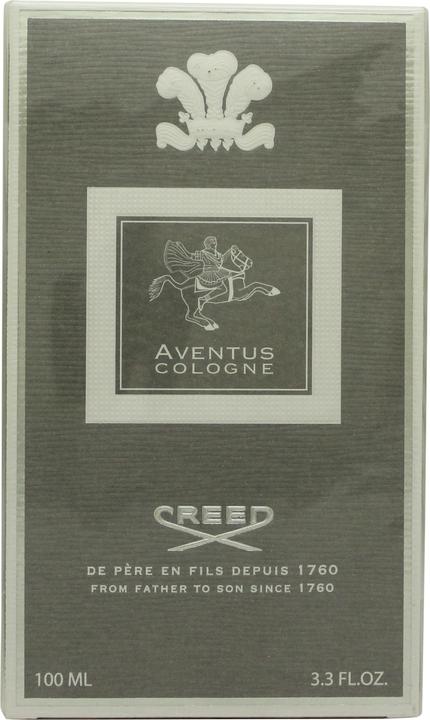 AVENTUS
COLOGNE
CREED
DE PÈRE EN FILS DEPUIS 1760
FROM FATHER TO SON SINCE 1760
100 ML 3.3 FL.OZ.